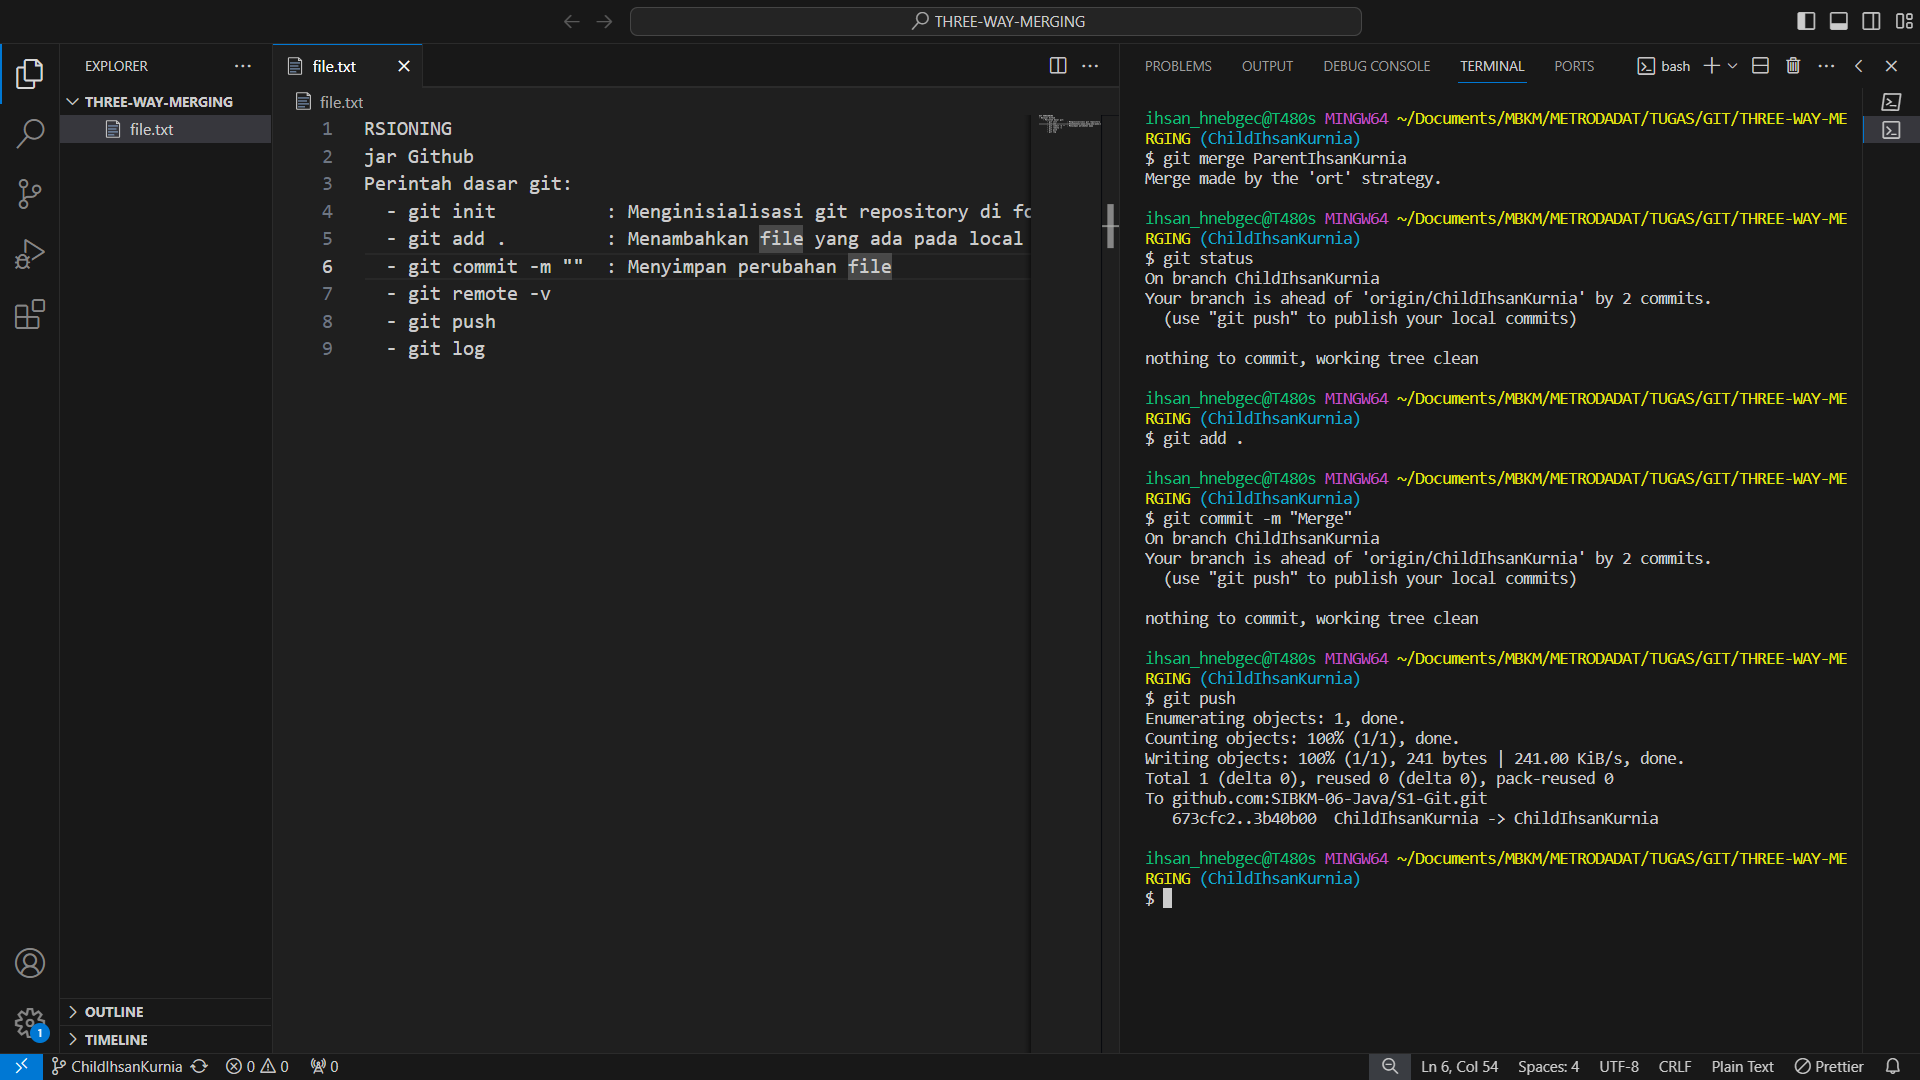 THREE-WAY-MERGING
EXPLORER
THREE-WAY-MERGING
file.txt
OUTLINE
TIMELINE
file.txt
file.txt
1 RSIONING
2 jar Github
3 Perintah dasar git:
4 - git init : Menginisialisasi git repository di
5 - git add . : Menambahkan file yang ada pada local
6 - git commit -m "" : Menyimpan perubahan file
7 - git remote -v
8 - git push
9 - git log
PROBLEMS OUTPUT DEBUG CONSOLE TERMINAL PORTS bash
ihsan_hnebgec@T480s MINGW64 ~/Documents/MBKM/METRODADAT/TUGAS/GIT/THREE-WAY-ME
RGING (ChildIhsanKurnia)
$ git merge ParentIhsanKurnia
Merge made by the 'ort' strategy.
ihsan_hnebgec@T480s MINGW64 ~/Documents/MBKM/METRODADAT/TUGAS/GIT/THREE-WAY-ME
RGING (ChildIhsanKurnia)
$ git status
On branch ChildIhsanKurnia
Your branch is ahead of 'origin/ChildIhsanKurnia' by 2 commits.
(use "git push" to publish your local commits)
nothing to commit, working tree clean
ihsan_hnebgec@T480s MINGW64 ~/Documents/MBKM/METRODADAT/TUGAS/GIT/THREE-WAY-ME
RGING (ChildIhsanKurnia)
$ git add .
ihsan_hnebgec@T480s MINGW64 ~/Documents/MBKM/METRODADAT/TUGAS/GIT/THREE-WAY-ME
RGING (ChildIhsanKurnia)
$ git commit -m "Merge"
On branch ChildIhsanKurnia
Your branch is ahead of 'origin/ChildIhsanKurnia' by 2 commits.
(use "git push" to publish your local commits)
nothing to commit, working tree clean
ihsan_hnebgec@T480s MINGW64 ~/Documents/MBKM/METRODADAT/TUGAS/GIT/THREE-WAY-ME
RGING (ChildIhsanKurnia)
$ git push
Enumerating objects: 1, done.
Counting objects: 100% (1/1), done.
Writing objects: 100% (1/1), 241 bytes | 241.00 KiB/s, done.
Total 1 (delta 0), reused 0 (delta 0), pack-reused 0
To github.com:SIBKM-06-Java/S1-Git.git
673cfc2..3b40b00 ChildIhsanKurnia -> ChildIhsanKurnia
ihsan_hnebgec@T480s MINGW64 ~/Documents/MBKM/METRODADAT/TUGAS/GIT/THREE-WAY-ME
RGING (ChildIhsanKurnia)
$
1
ChildIhsanKurnia 0 0 0 Ln 6, Col 54 Spaces: 4 UTF-8 CRLF Plain Text Prettier